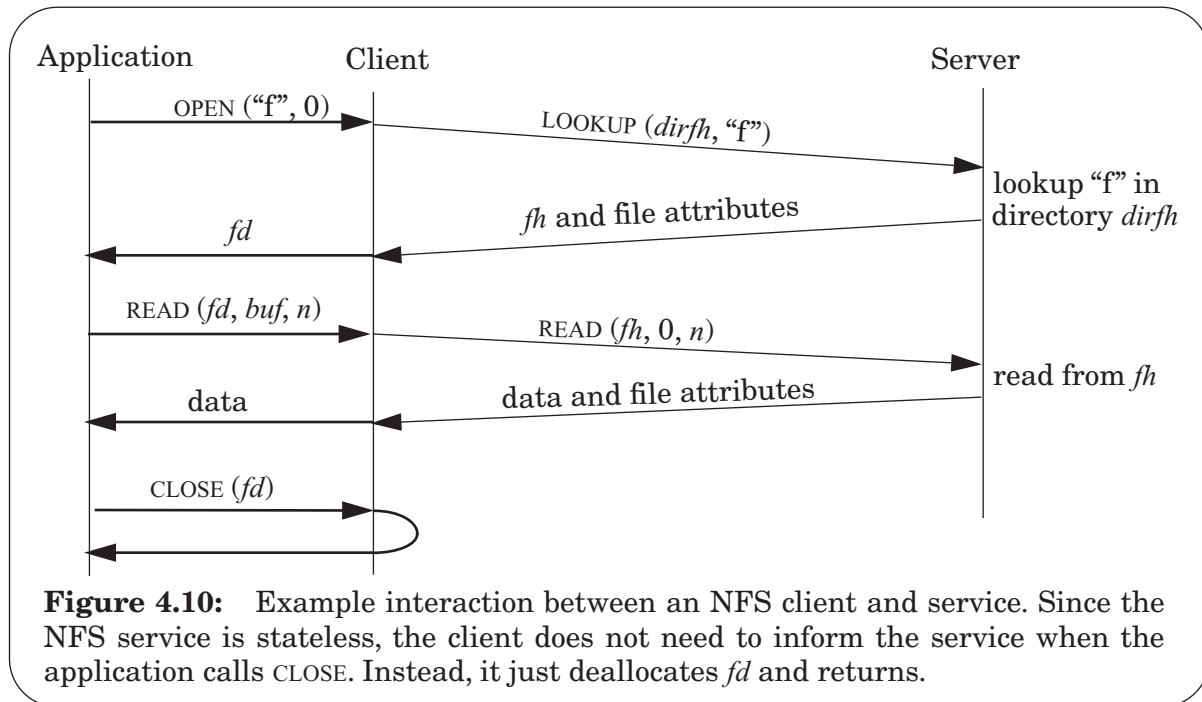 Application Client Server
OPEN (“f”, 0)
LOOKUP (dirfh, “f”)
lookup “f” in
directory dirfh
fh and file attributes
fd
READ (fd, buf, n)
READ (fh, 0, n)
read from fh
data and file attributes
data
CLOSE (fd)
Figure 4.10: Example interaction between an NFS client and service. Since the
NFS service is stateless, the client does not need to inform the service when the
application calls CLOSE. Instead, it just deallocates fd and returns.